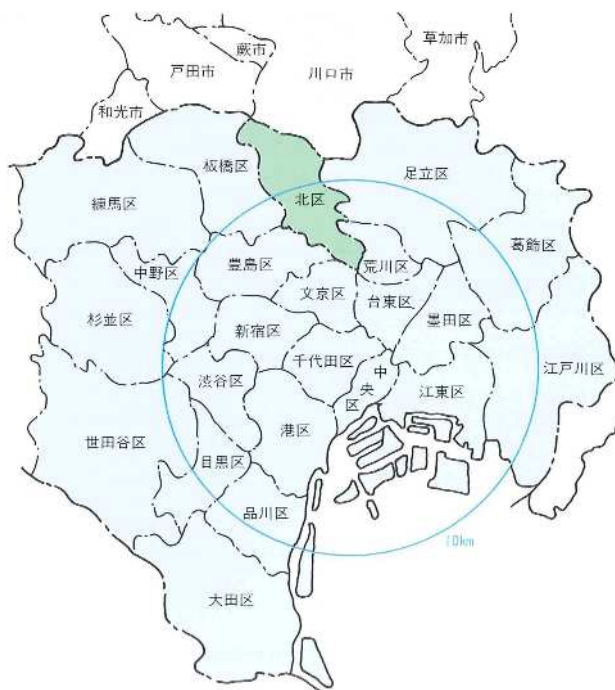 草加市
蕨市
戸田市
川口市
和光市
板橋区
足立区
北区
練馬区
葛飾区
豊島区
荒川区
中野区
文京区
台東区
杉並区
墨田区
新宿区
千代田区
江戸川区
渋谷区
中央区
江東区
世田谷区
港区
目黒区
品川区
10km
大田区